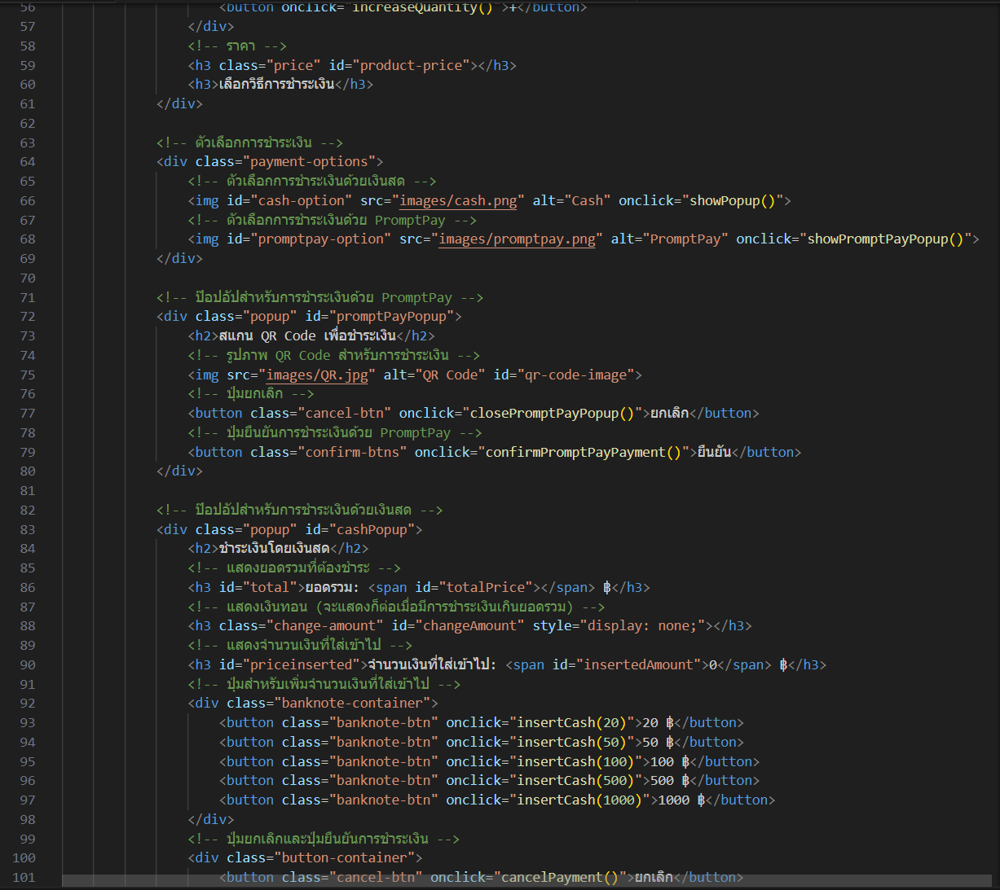 56 <button onclick="increaseQuantity()">+</button>
57 </div>
58 <!-- ราคา -->
59 <h3 class="price" id="product-price"></h3>
60 <h3>เลือกวิธีการชำระเงิน</h3>
61 </div>
62
63 <!-- ตัวเลือกการชำระเงิน -->
64 <div class="payment-options">
65 <!-- ตัวเลือกการชำระเงินด้วยเงินสด -->
66 <img id="cash-option" src="images/cash.png" alt="Cash" onclick="showPopup()">
67 <!-- ตัวเลือกการชำระเงินด้วย PromptPay -->
68 <img id="promptpay-option" src="images/promptpay.png" alt="PromptPay" onclick="showPromptPayPopup()">
69 </div>
70
71 <!-- ป๊อปอัปสำหรับการชำระเงินด้วย PromptPay -->
72 <div class="popup" id="promptPayPopup">
73 <h2>สแกน QR Code เพื่อชำระเงิน</h2>
74 <!-- รูปภาพ QR Code สำหรับการชำระเงิน -->
75 <img src="images/QR.jpg" alt="QR Code" id="qr-code-image">
76 <!-- ปุ่มยกเลิก -->
77 <button class="cancel-btn" onclick="closePromptPayPopup()">ยกเลิก</button>
78 <!-- ปุ่มยืนยันการชำระเงินด้วย PromptPay -->
79 <button class="confirm-btns" onclick="confirmPromptPayPayment()">ยืนยัน</button>
80 </div>
81
82 <!-- ป๊อปอัปสำหรับการชำระเงินด้วยเงินสด -->
83 <div class="popup" id="cashPopup">
84 <h2>ชำระเงินโดยเงินสด</h2>
85 <!-- แสดงยอดรวมที่ต้องชำระ -->
86 <h3 id="total">ยอดรวม: <span id="totalPrice"></span> ฿</h3>
87 <!-- แสดงเงินทอน (จะแสดงก็ต่อเมื่อมีการชำระเงินเกินยอดรวม) -->
88 <h3 class="change-amount" id="changeAmount" style="display: none;"></h3>
89 <!-- แสดงจำนวนเงินที่ใส่เข้าไป -->
90 <h3 id="priceinserted">จำนวนเงินที่ใส่เข้าไป: <span id="insertedAmount">0</span> ฿</h3>
91 <!-- ปุ่มสำหรับเพิ่มจำนวนเงินที่ใส่เข้าไป -->
92 <div class="banknote-container">
93 <button class="banknote-btn" onclick="insertCash(20)">20 ฿</button>
94 <button class="banknote-btn" onclick="insertCash(50)">50 ฿</button>
95 <button class="banknote-btn" onclick="insertCash(100)">100 ฿</button>
96 <button class="banknote-btn" onclick="insertCash(500)">500 ฿</button>
97 <button class="banknote-btn" onclick="insertCash(1000)">1000 ฿</button>
98 </div>
99 <!-- ปุ่มยกเลิกและปุ่มยืนยันการชำระเงิน -->
100 <div class="button-container">
101 <button class="cancel-btn" onclick="cancelPayment()">ยกเลิก</button>